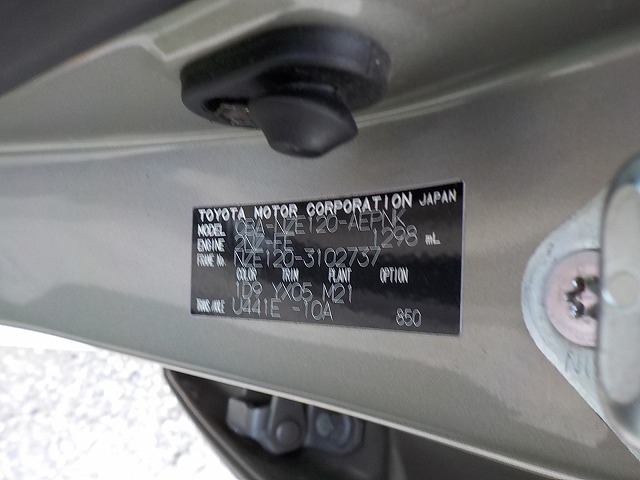 TOYOTA MOTOR CORPORATION JAPAN
MODEL CBA-NZE120-AEPNK
ENGINE 2NZ-FE 1298 mL
FRAME No. NZE120-3102737
COLOR TRIM PLANT OPTION
1D9 YX05 M21
TRANS/AXLE U441E -10A 850